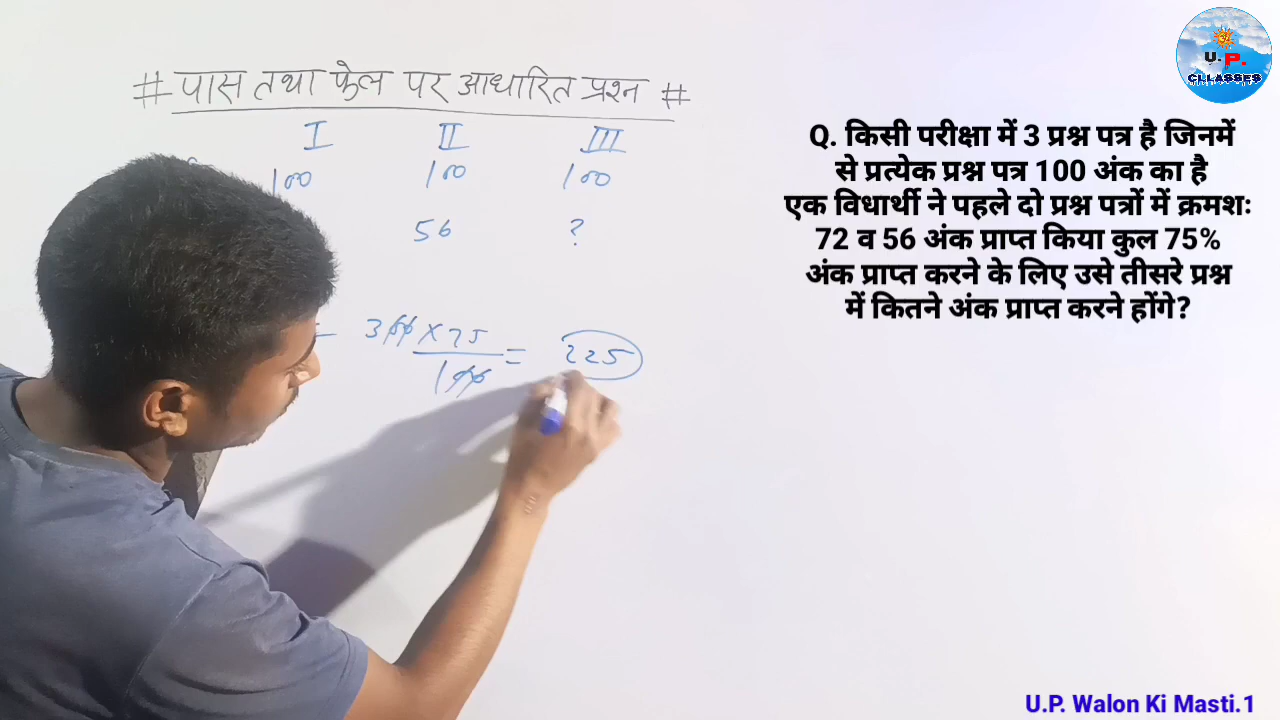 # पास तथा फेल पर आधारित प्रश्न #
I II III
100 100 100
56 ?
300 × 75 / 100 = 225
U.P.
CLLASSES
Q. किसी परीक्षा में 3 प्रश्न पत्र है जिनमें
से प्रत्येक प्रश्न पत्र 100 अंक का है
एक विधार्थी ने पहले दो प्रश्न पत्रों में क्रमशः
72 व 56 अंक प्राप्त किया कुल 75%
अंक प्राप्त करने के लिए उसे तीसरे प्रश्न
में कितने अंक प्राप्त करने होंगे?
U.P. Walon Ki Masti.1